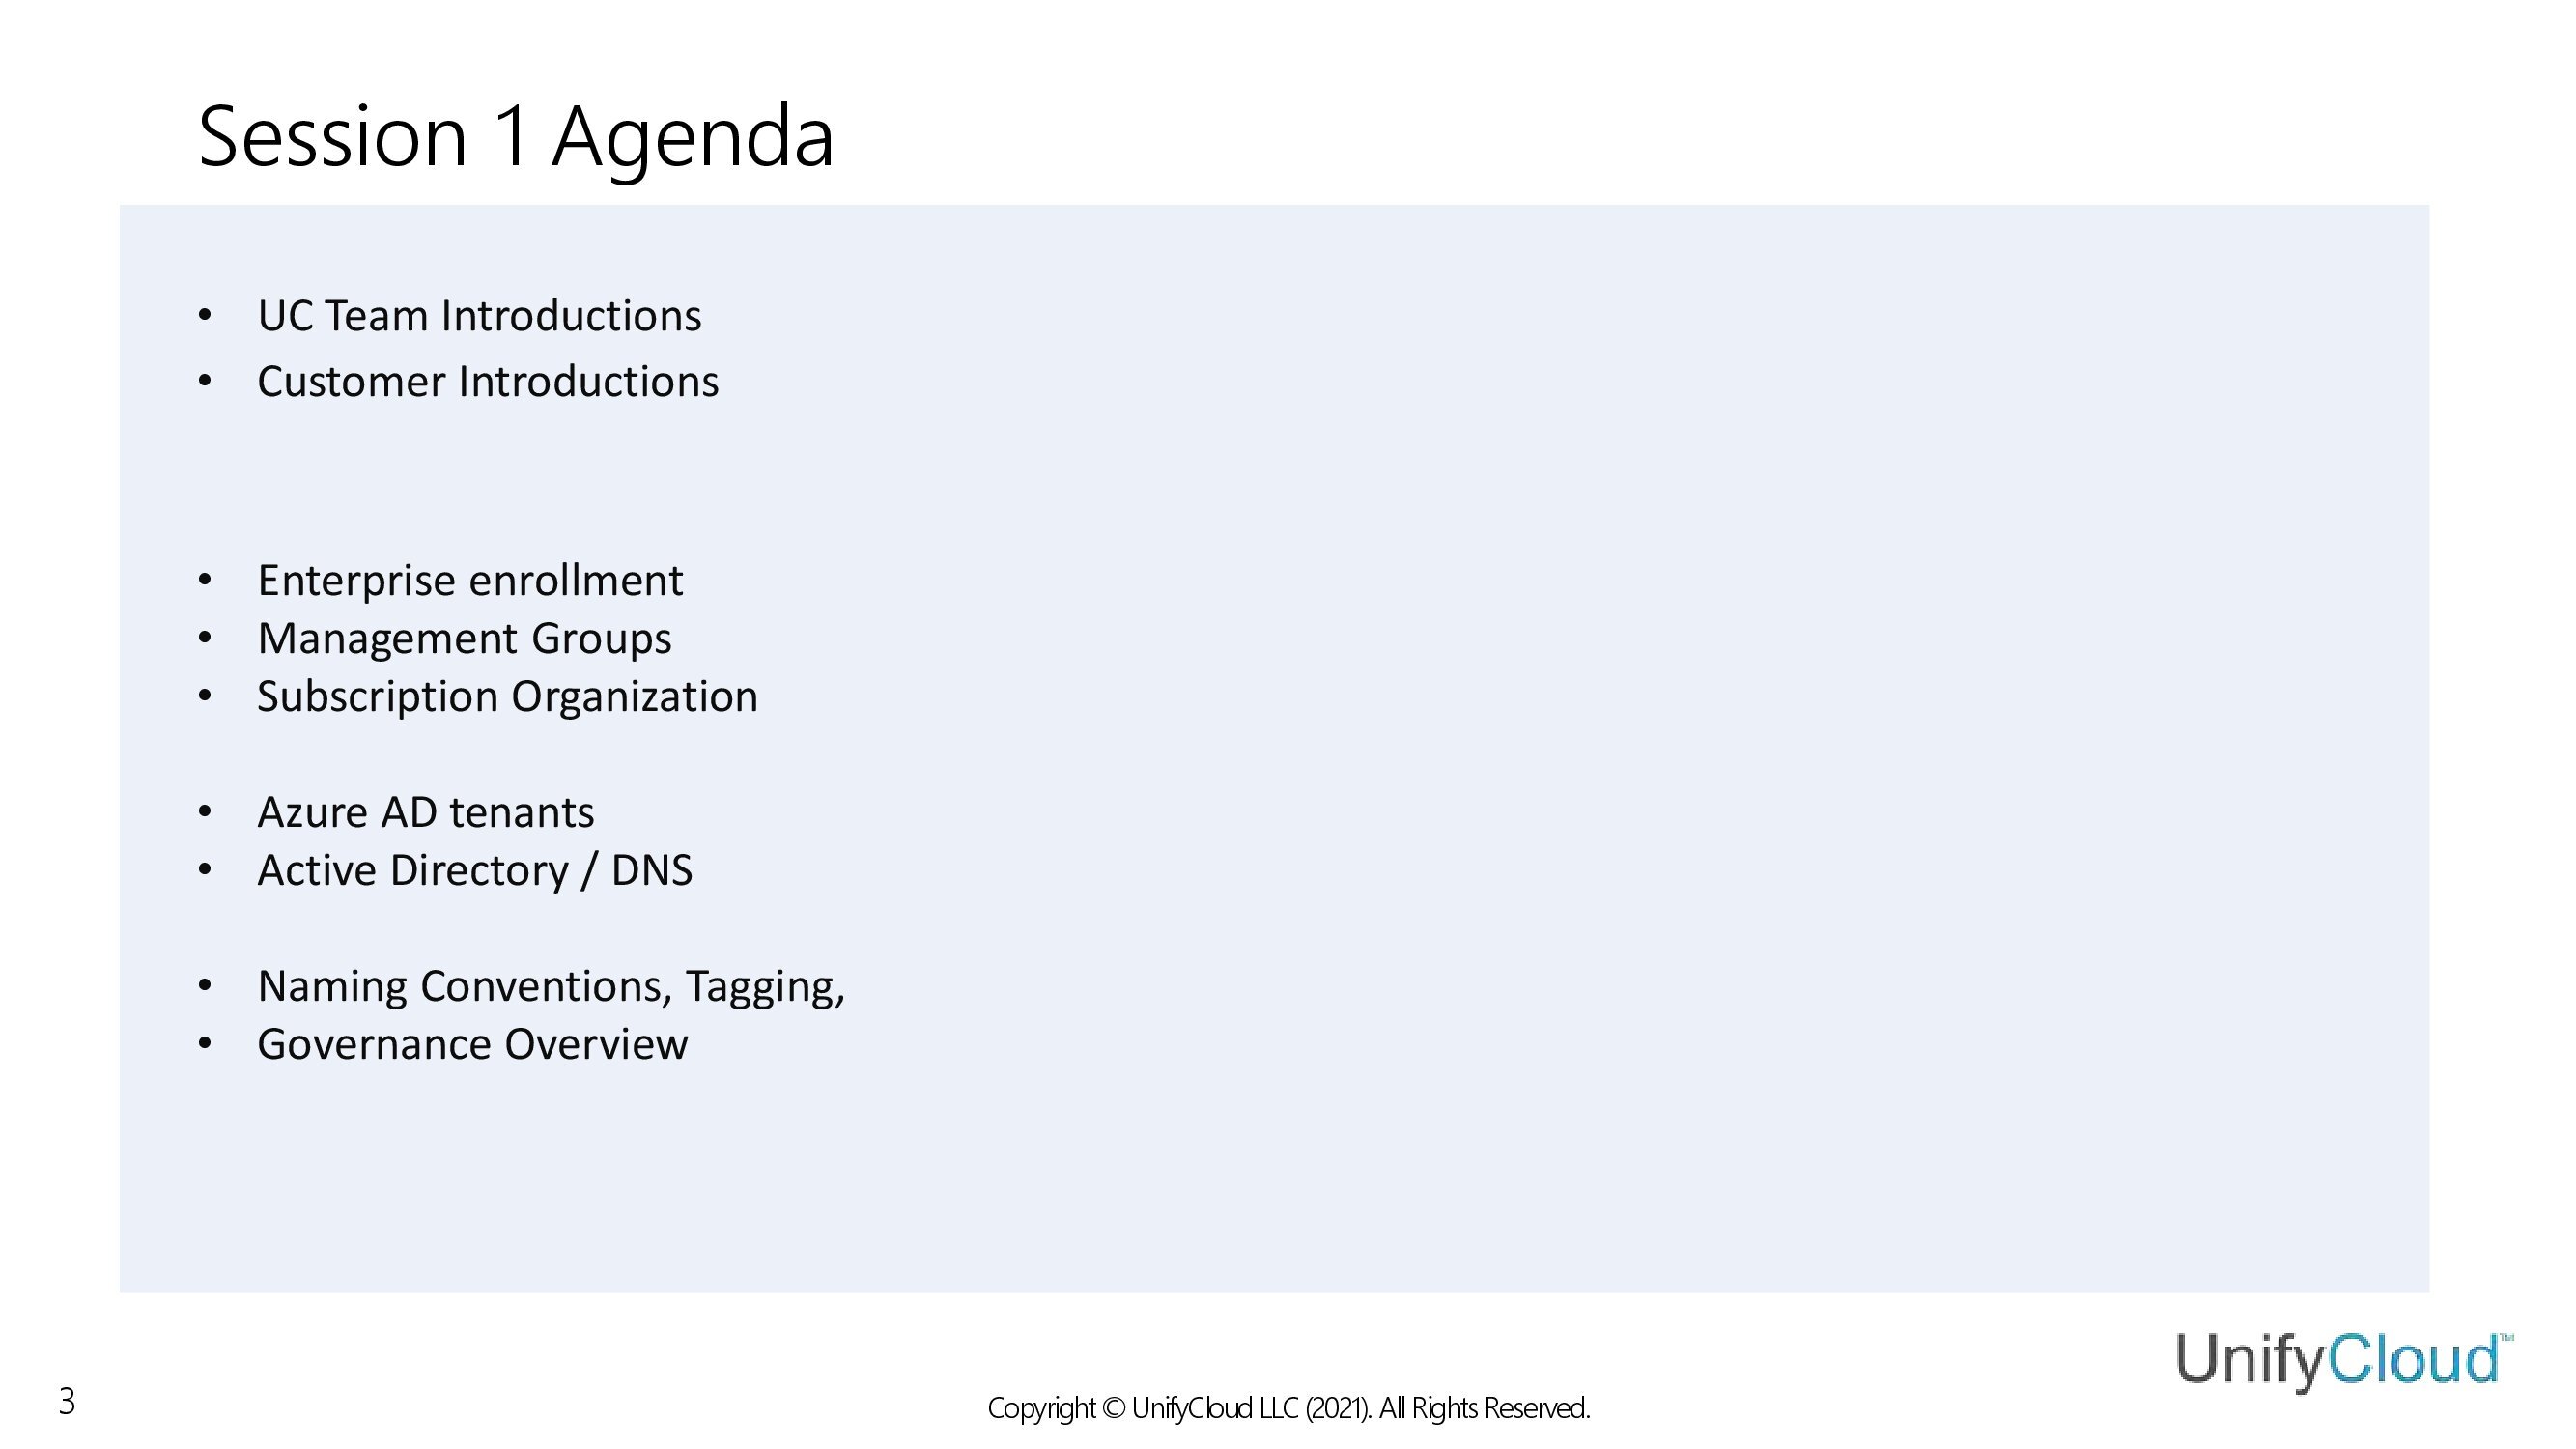 Session 1 Agenda
• UC Team Introductions
• Customer Introductions
• Enterprise enrollment
• Management Groups
• Subscription Organization
• Azure AD tenants
• Active Directory / DNS
• Naming Conventions, Tagging,
• Governance Overview
UnifyCloud™
3
Copyright © UnifyCloud LLC (2021). All Rights Reserved.